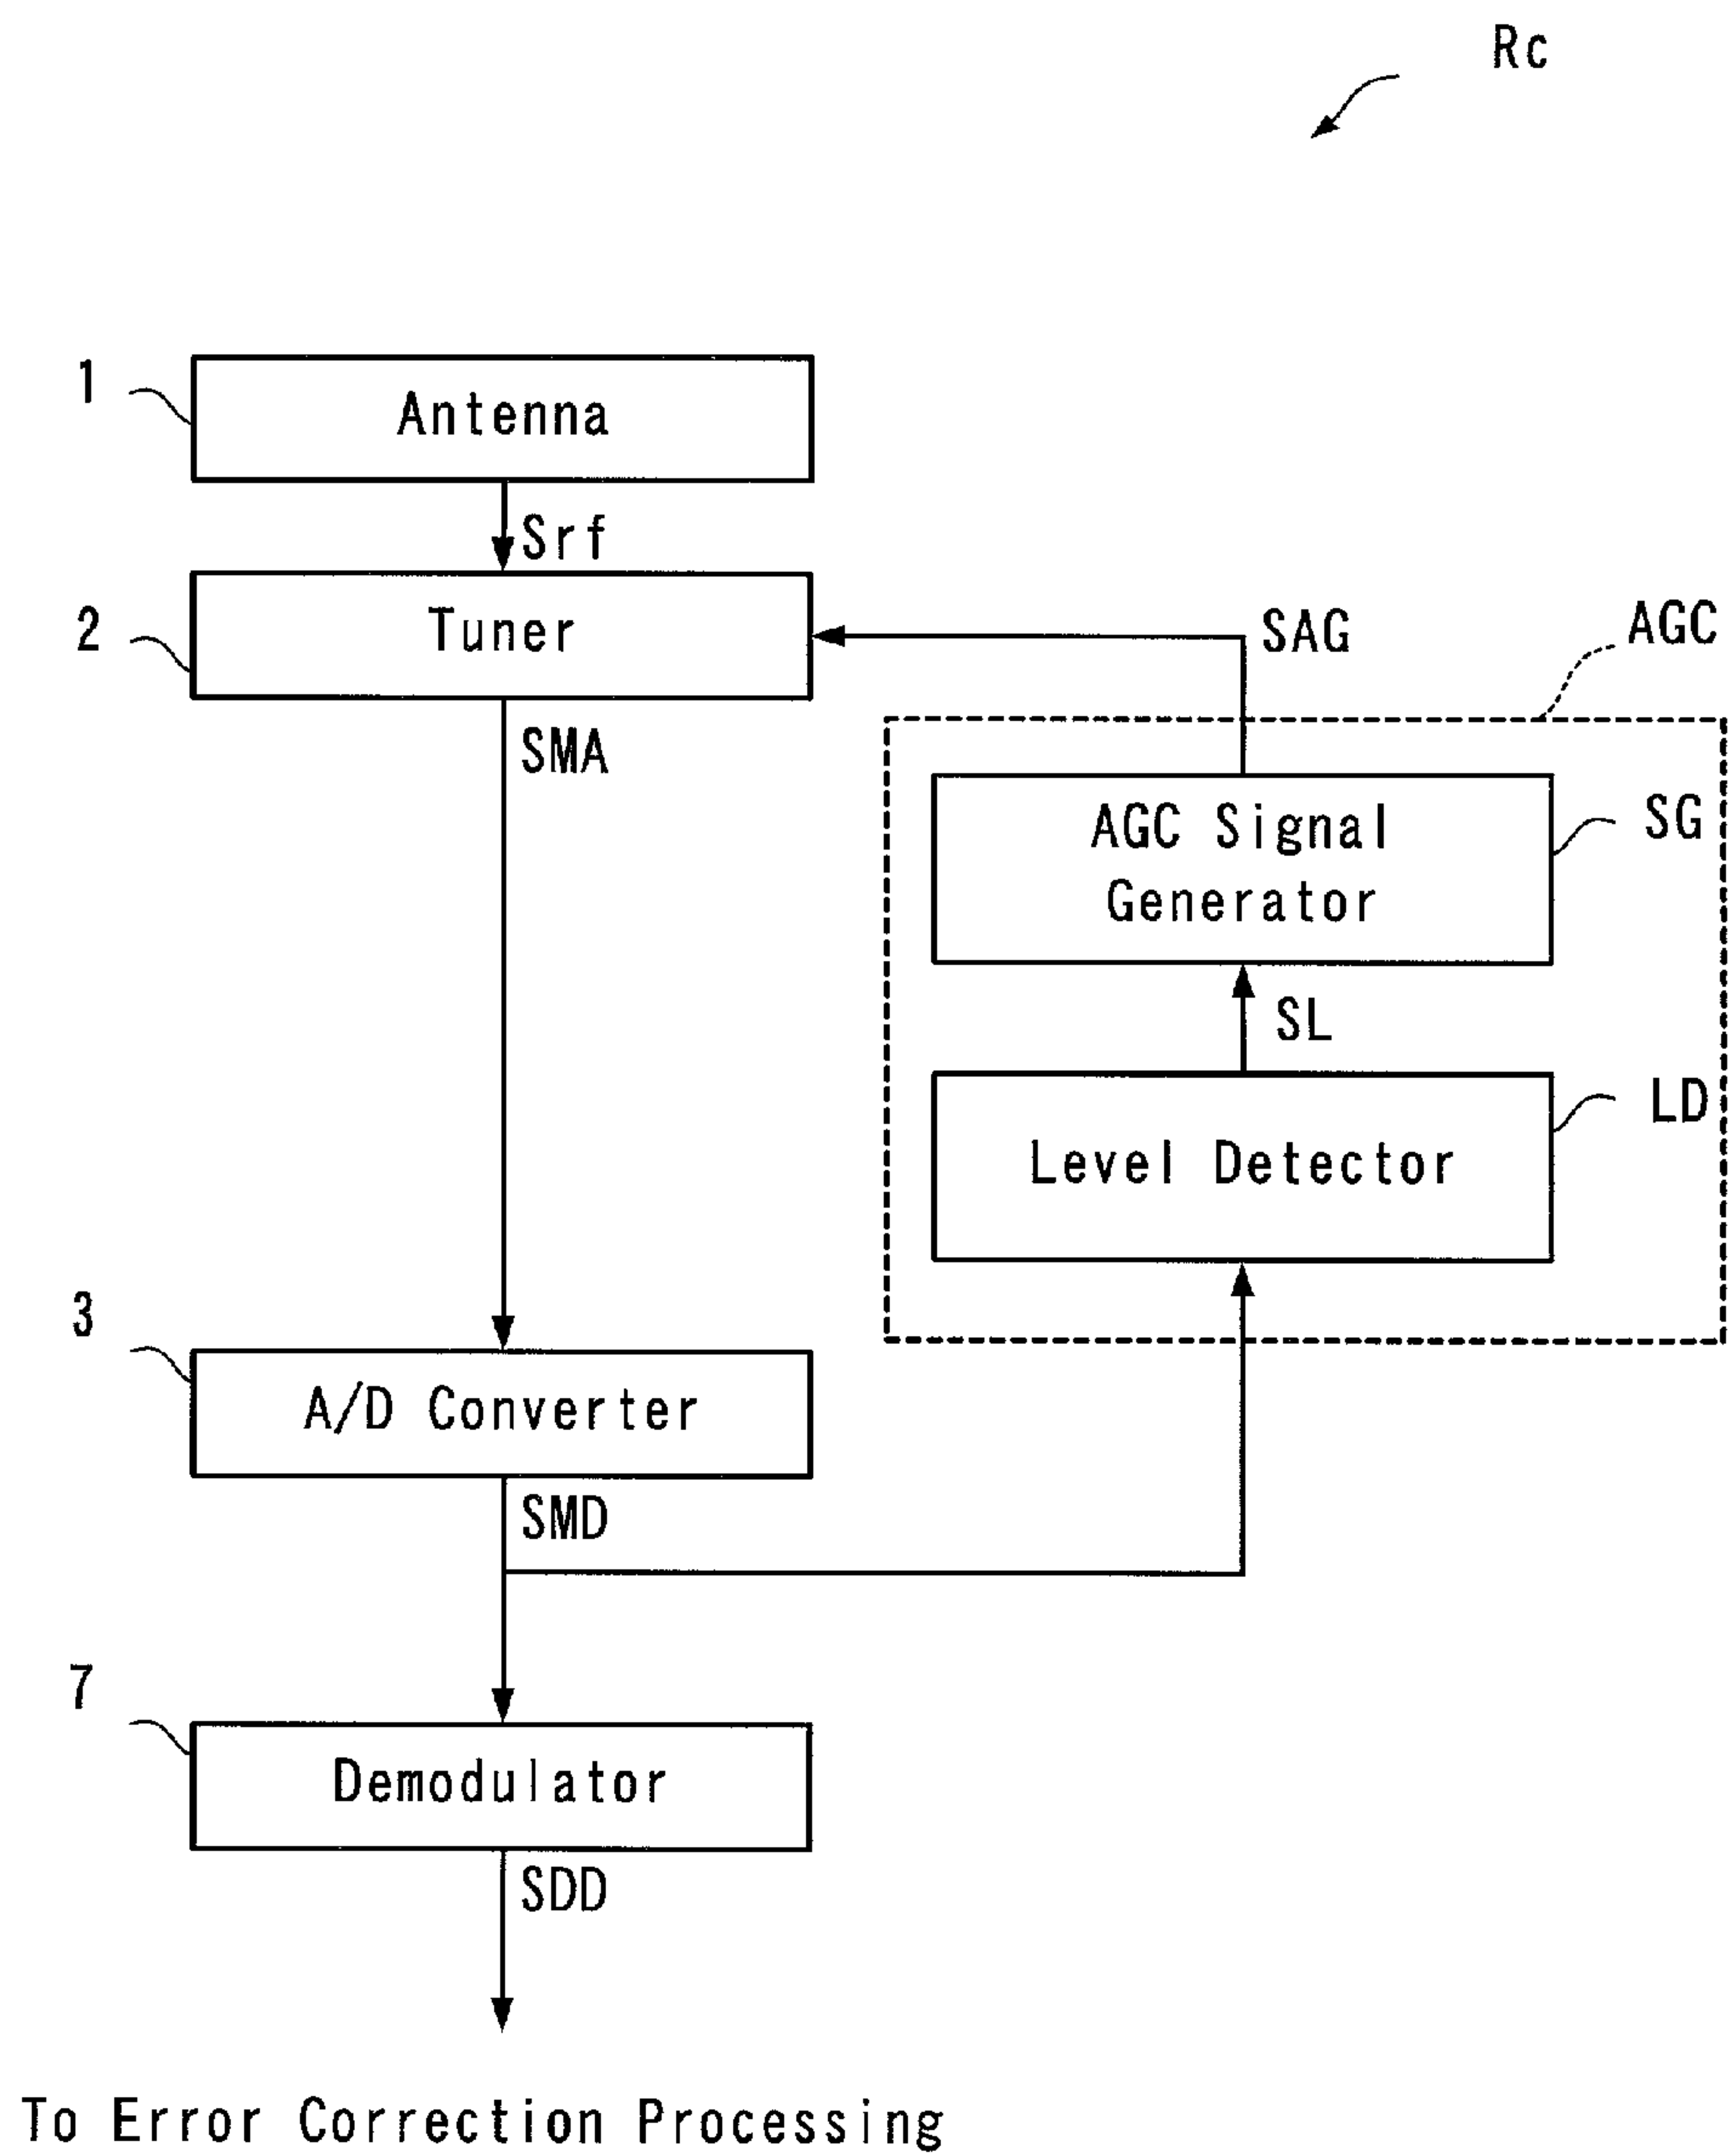 Rc
1
Antenna
Srf
2
Tuner
SAG
AGC
SMA
AGC Signal
Generator
SG
SL
Level Detector
LD
3
A/D Converter
SMD
7
Demodulator
SDD
To Error Correction Processing